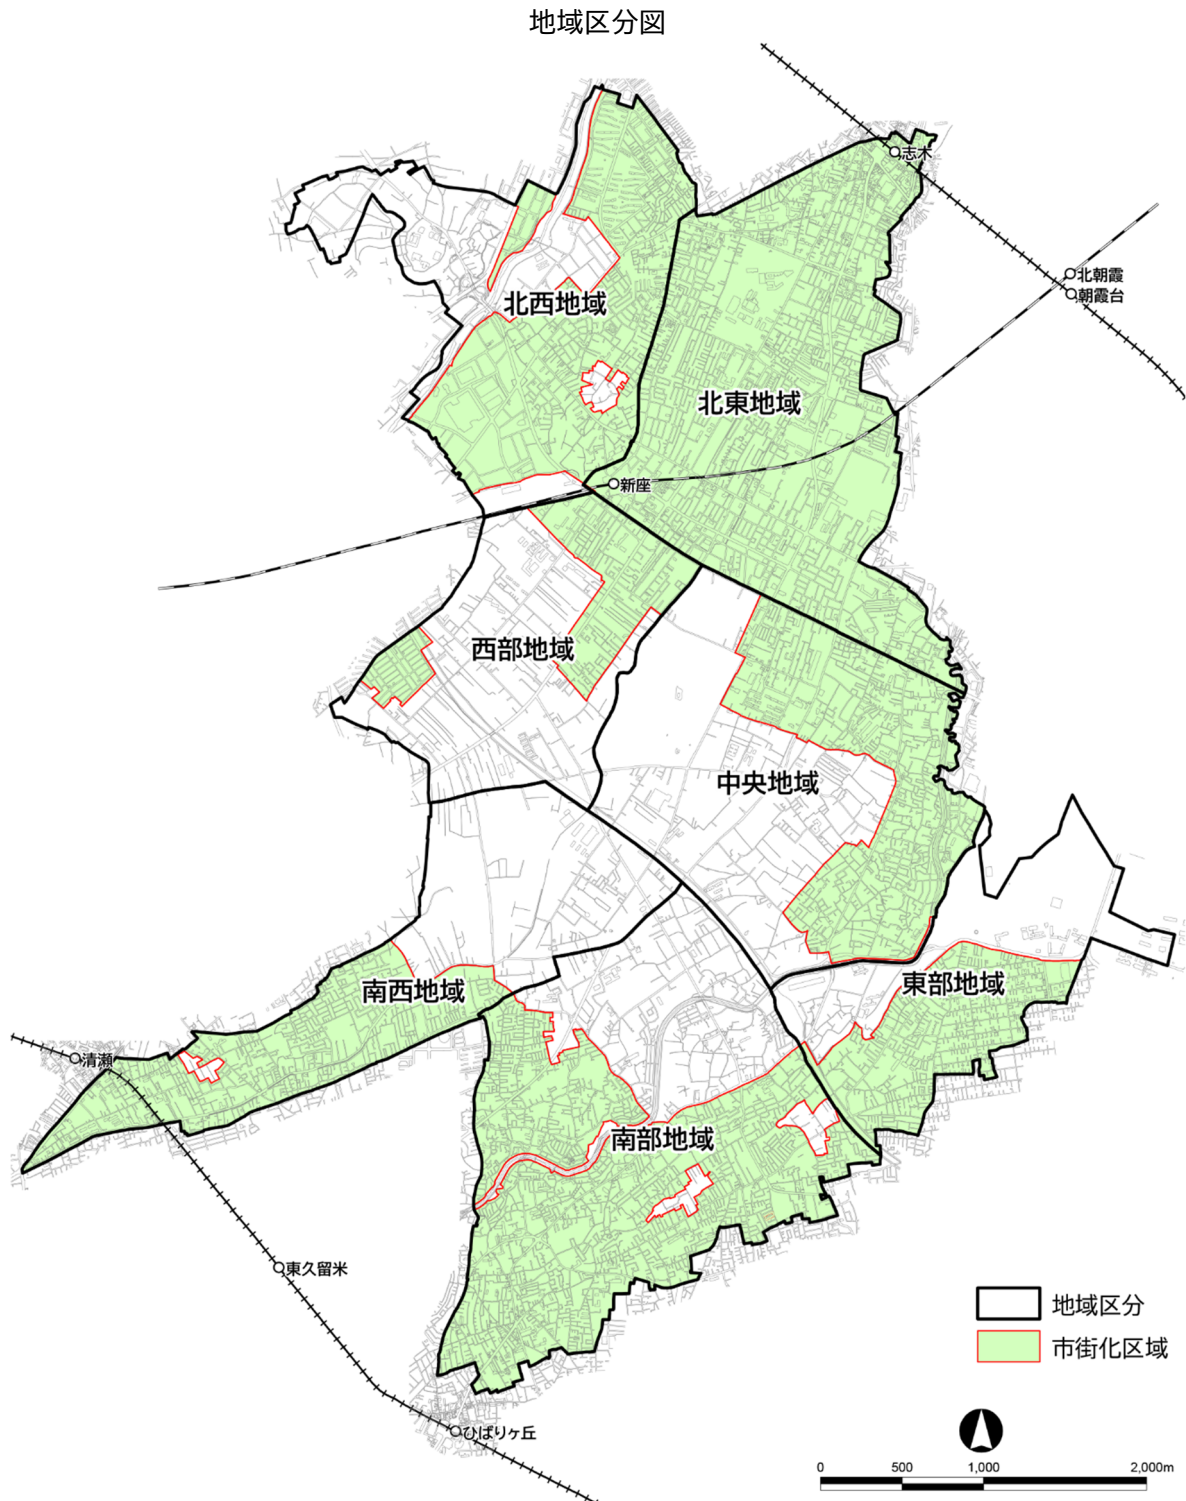 地域区分図
志木
北朝霞
朝霞台
北西地域
北東地域
新座
西部地域
中央地域
南西地域
東部地域
清瀬
南部地域
東久留米
地域区分
市街化区域
ひばりヶ丘
0 500 1,000 2,000m